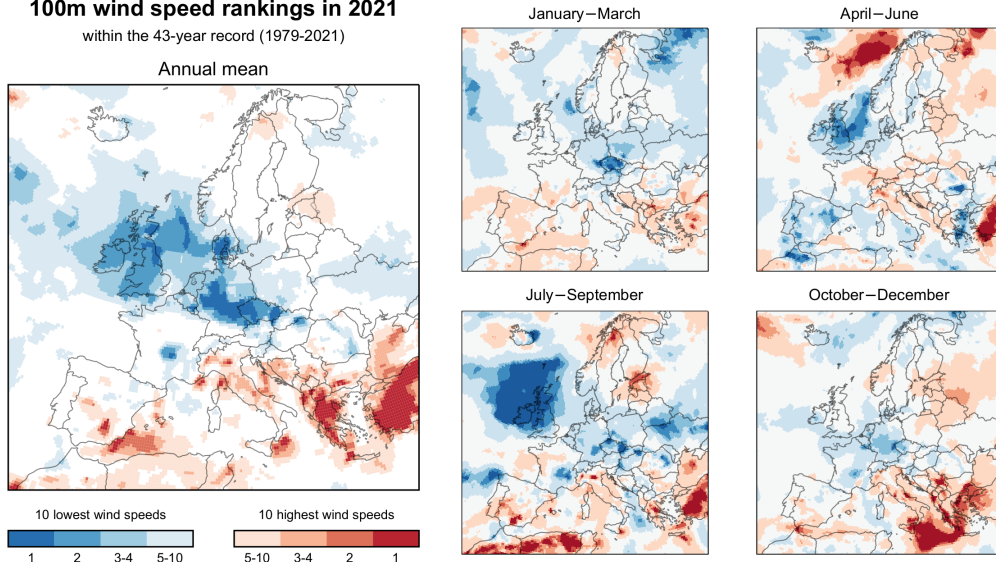 100m wind speed rankings in 2021
within the 43-year record (1979-2021)
Annual mean
January−March
April−June
July−September
October−December
10 lowest wind speeds
10 highest wind speeds
1 2 3-4 5-10
5-10 3-4 2 1